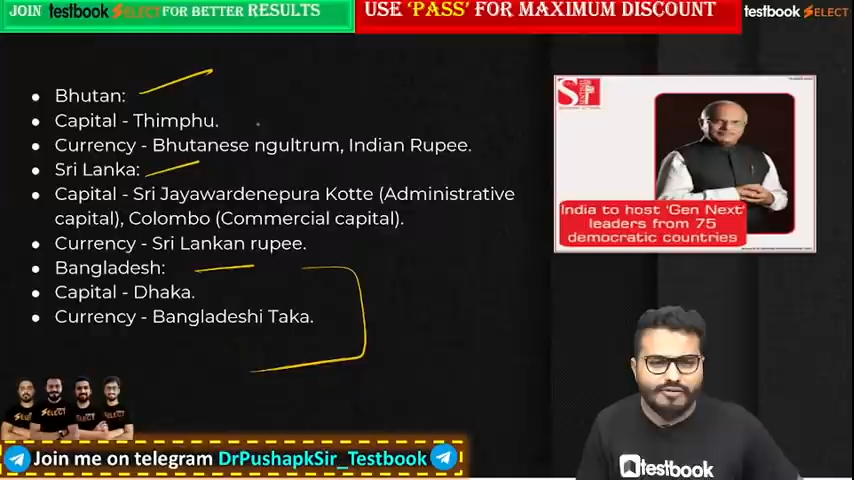 JOIN testbook SELECT FOR BETTER RESULTS
USE ‘PASS’ FOR MAXIMUM DISCOUNT
testbook SELECT
Bhutan:
Capital - Thimphu.
Currency - Bhutanese ngultrum, Indian Rupee.
Sri Lanka:
Capital - Sri Jayawardenepura Kotte (Administrative
capital), Colombo (Commercial capital).
Currency - Sri Lankan rupee.
Bangladesh:
Capital - Dhaka.
Currency - Bangladeshi Taka.
India to host 'Gen Next'
leaders from 75
democratic countries
SELECT
testbook
Join me on telegram DrPushapkSir_Testbook